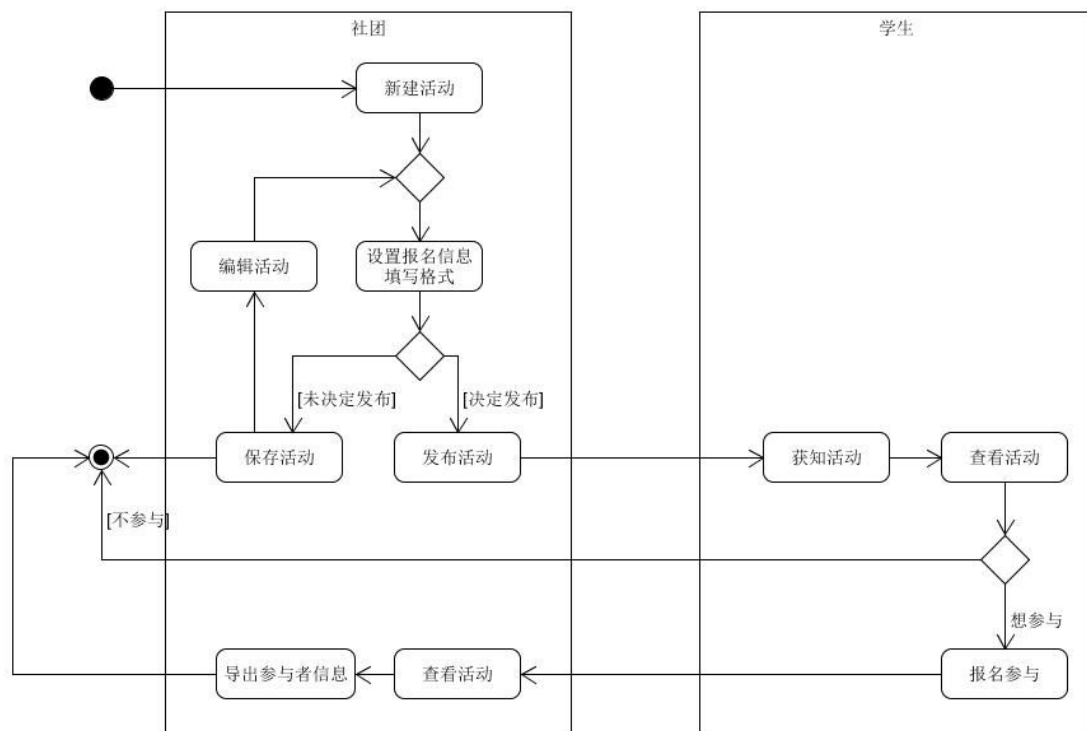 社团
学生
新建活动
编辑活动
设置报名信息
填写格式
[未决定发布]
[决定发布]
保存活动
发布活动
获知活动
查看活动
[不参与]
想参与
导出参与者信息
查看活动
报名参与